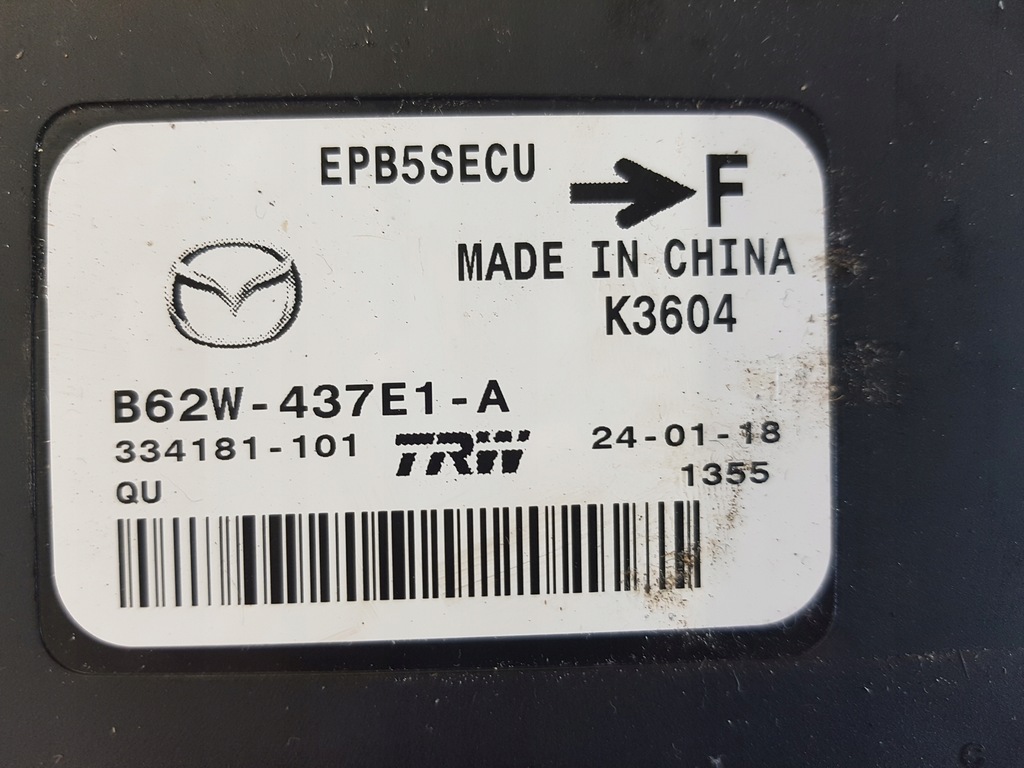 EPB5SECU
F
MADE IN CHINA
K3604
B62W-437E1-A
334181-101
TRW
24-01-18
QU
1355